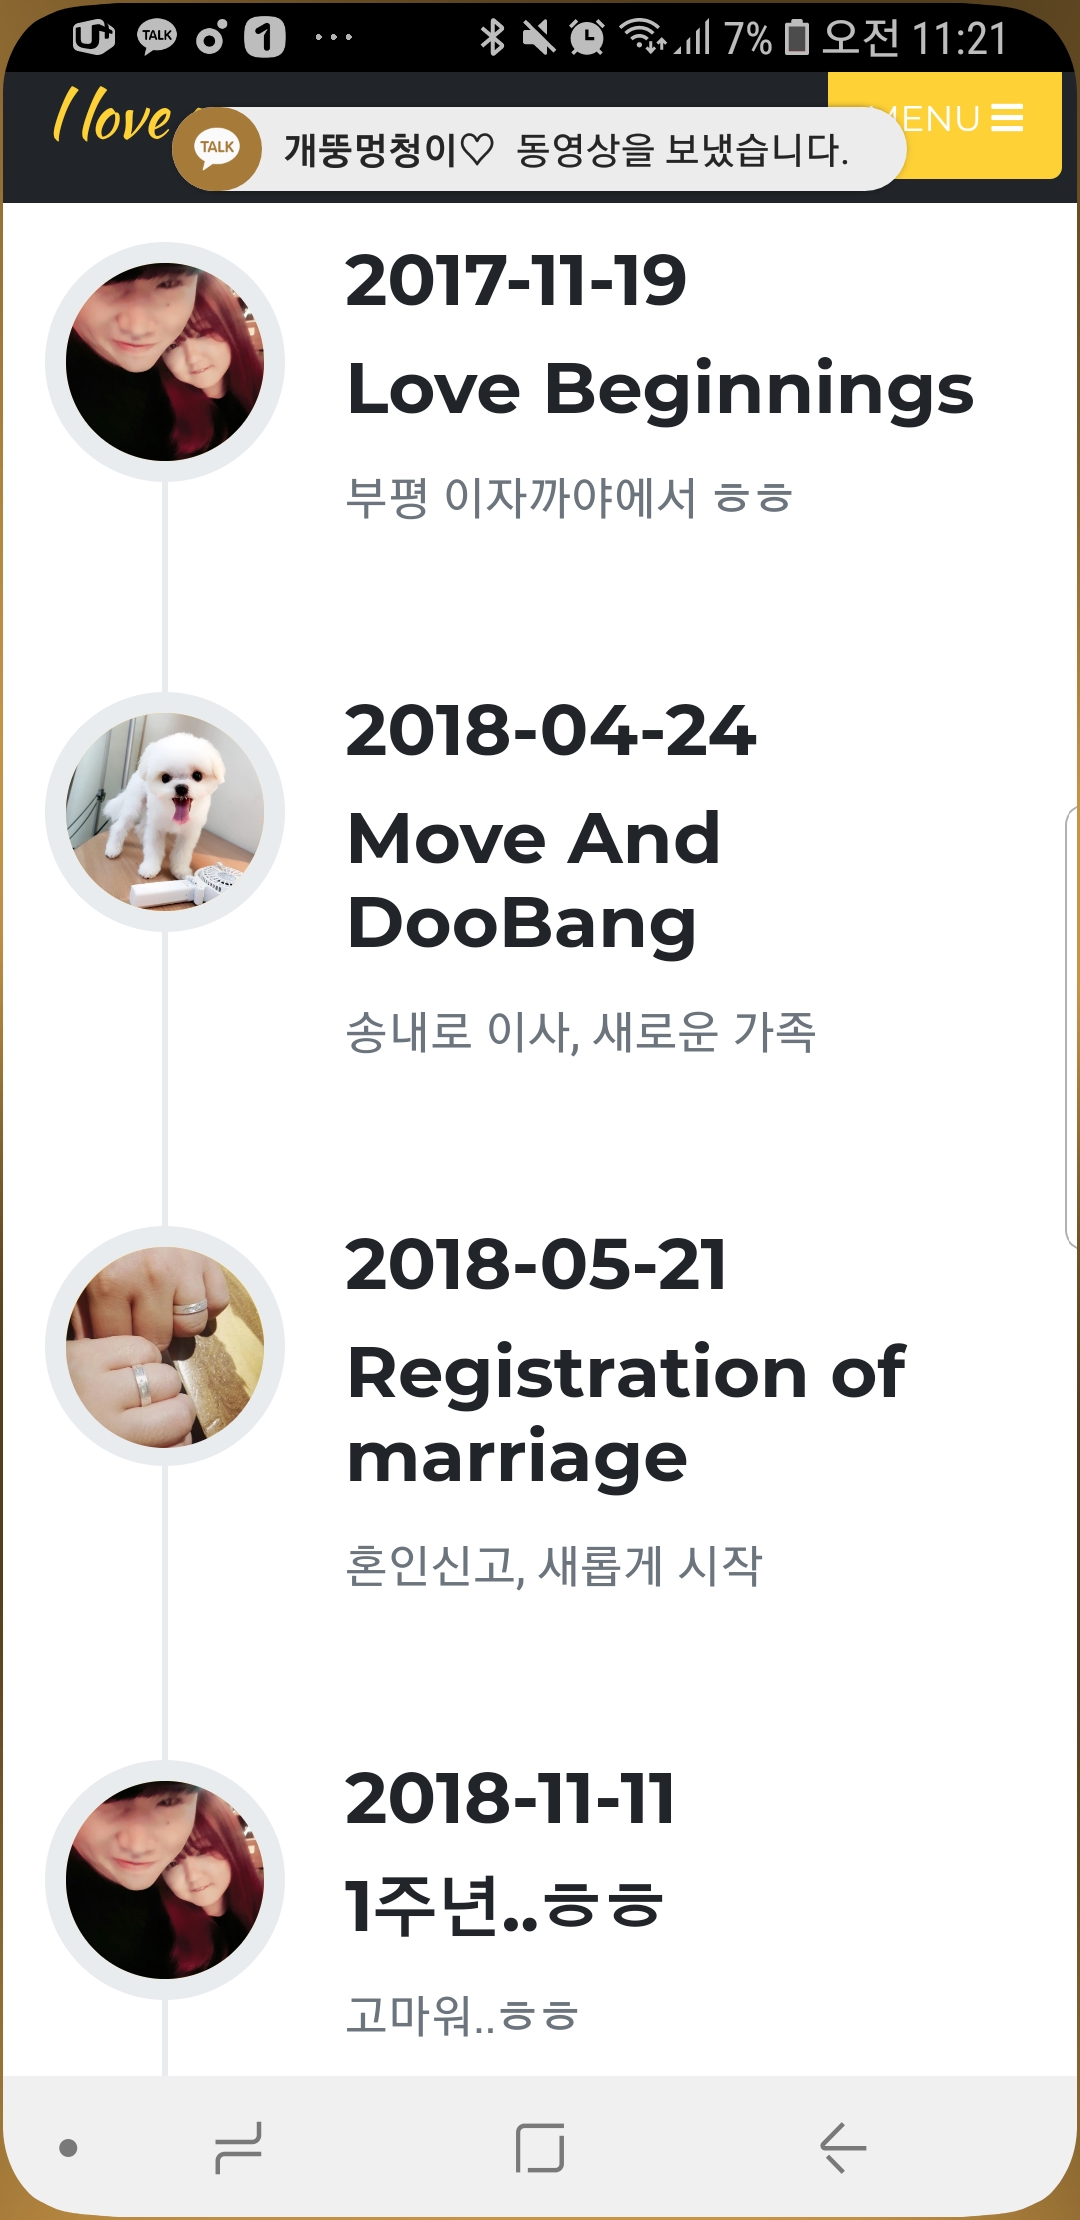 TALK
1
7% 오전 11:21
I love
MENU
TALK 개뚱멍청이♡ 동영상을 보냈습니다.
2017-11-19
Love Beginnings
부평 이자까야에서 ㅎㅎ
2018-04-24
Move And
DooBang
송내로 이사, 새로운 가족
2018-05-21
Registration of
marriage
혼인신고, 새롭게 시작
2018-11-11
1주년..ㅎㅎ
고마워..ㅎㅎ